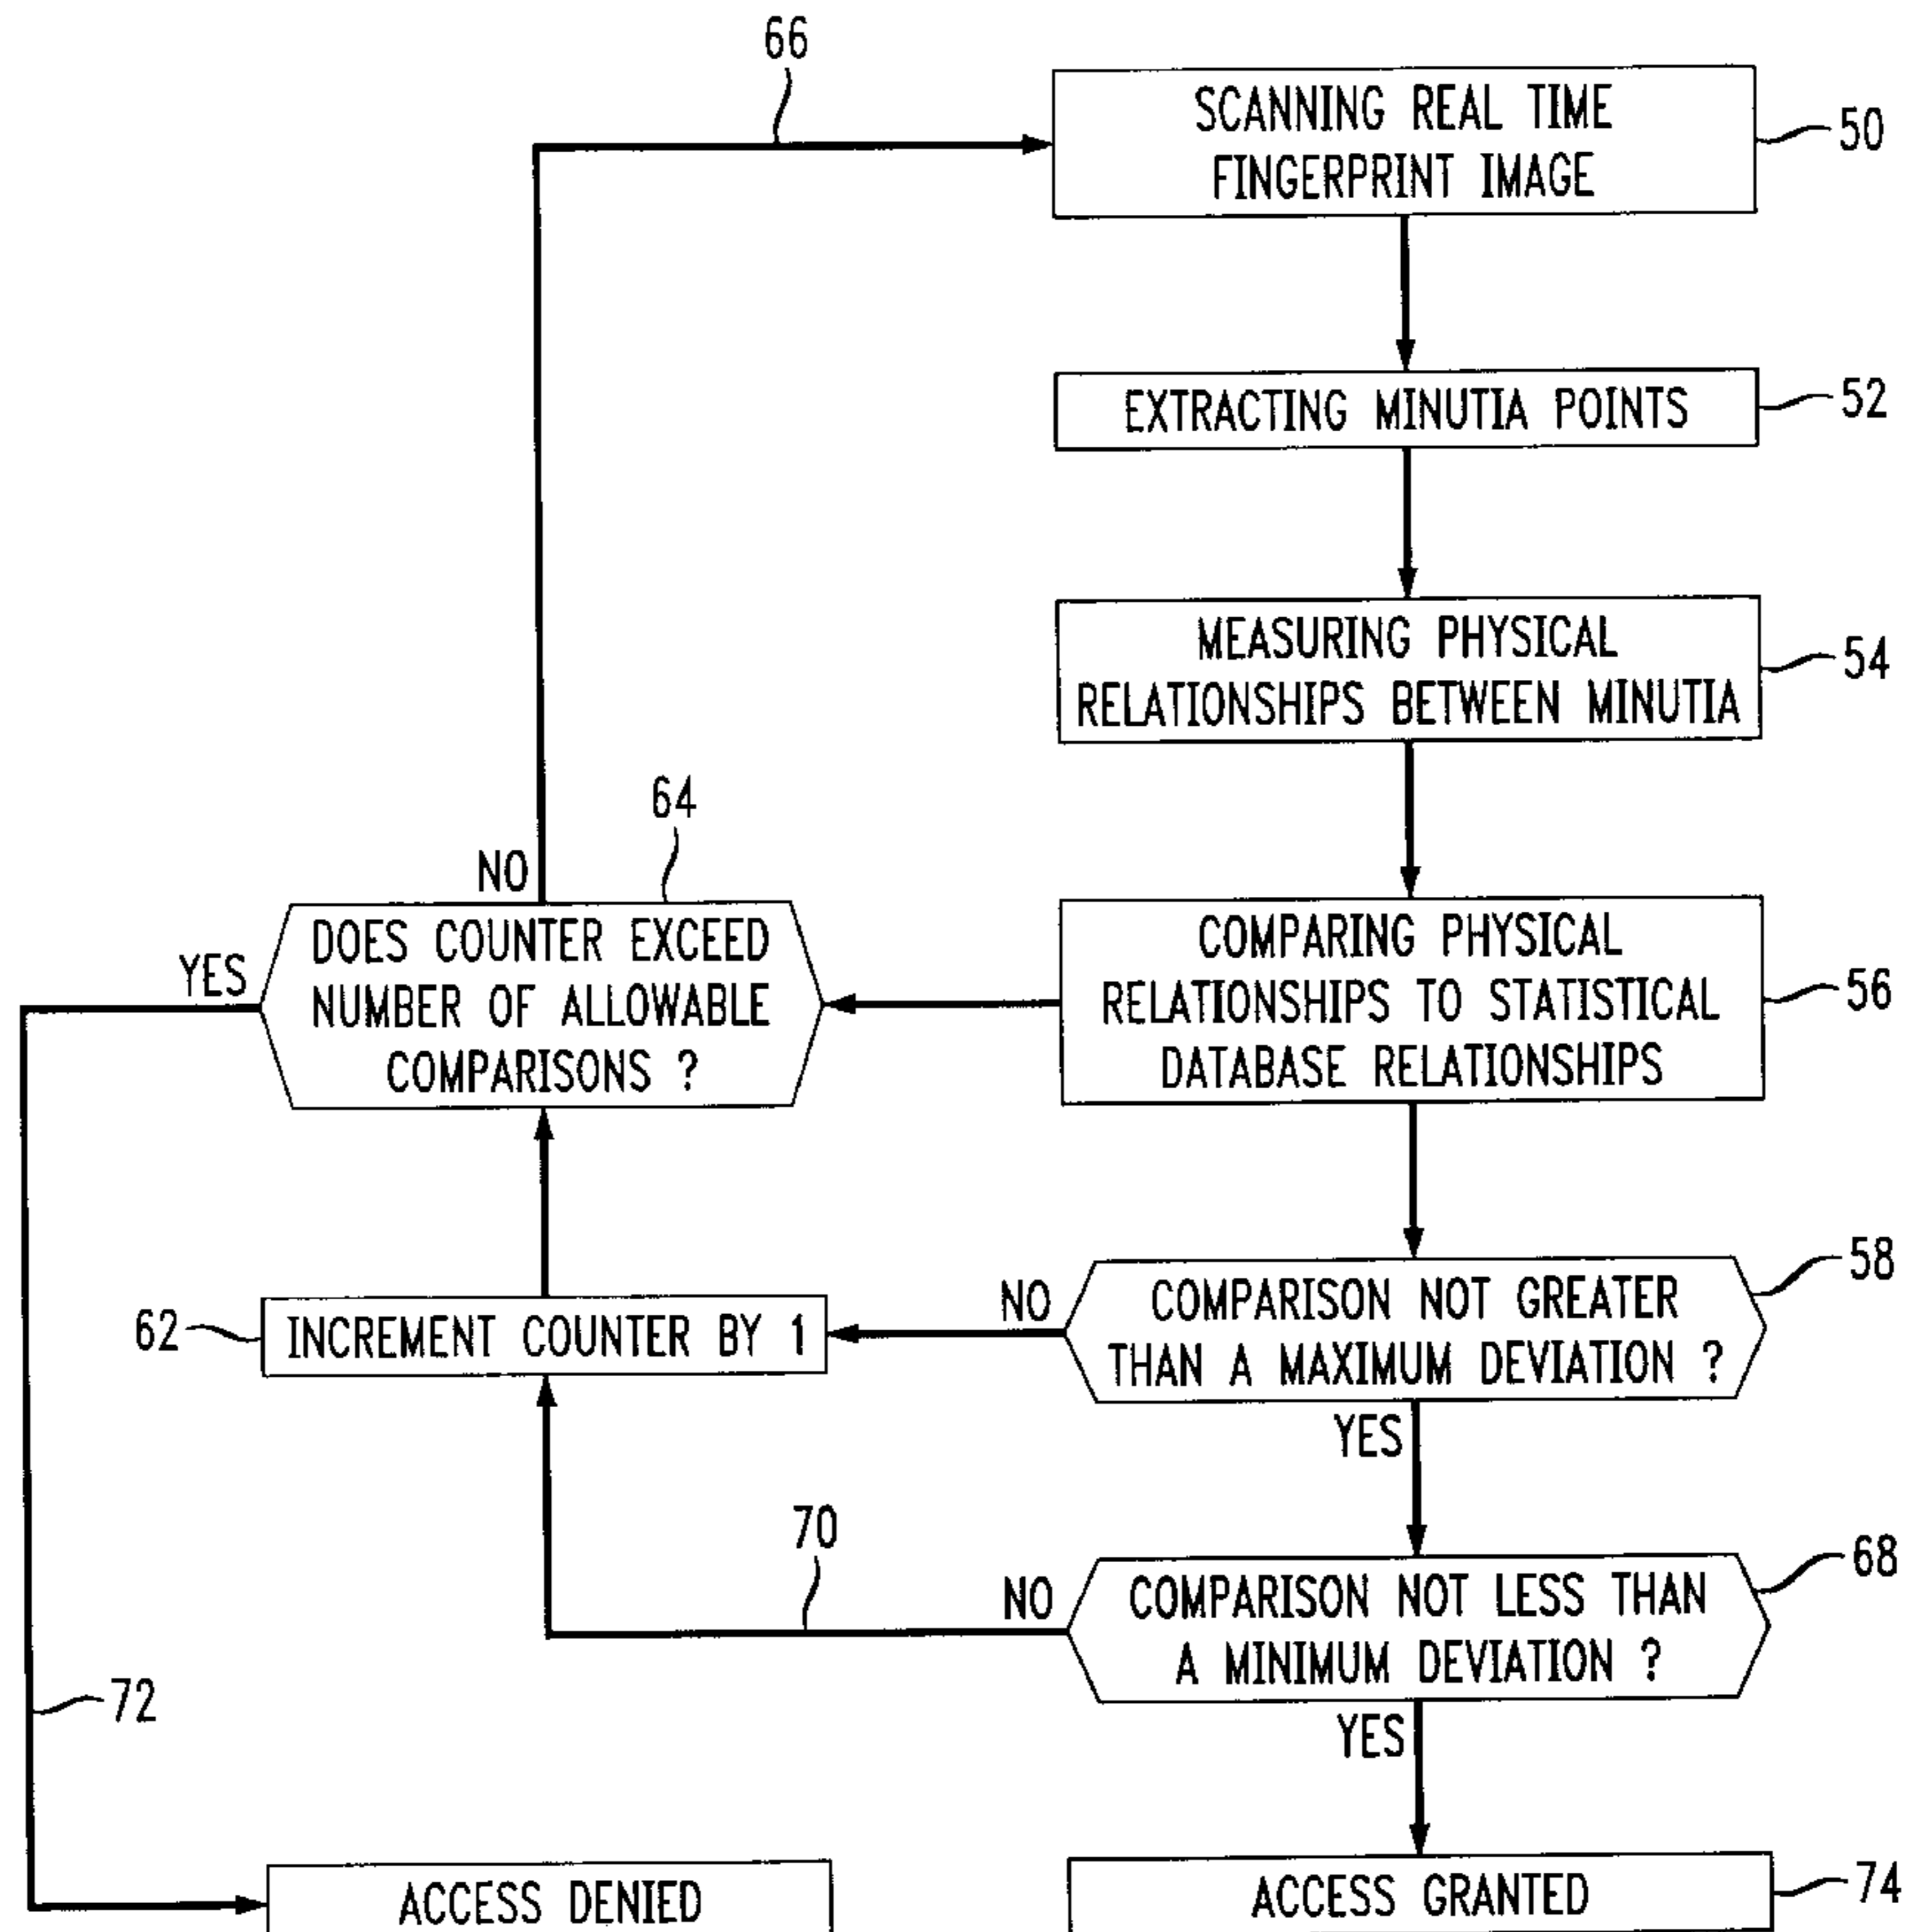 66
SCANNING REAL TIME
FINGERPRINT IMAGE
50
EXTRACTING MINUTIA POINTS
52
MEASURING PHYSICAL
RELATIONSHIPS BETWEEN MINUTIA
54
64
NO
DOES COUNTER EXCEED
NUMBER OF ALLOWABLE
COMPARISONS ?
YES
COMPARING PHYSICAL
RELATIONSHIPS TO STATISTICAL
DATABASE RELATIONSHIPS
56
62
INCREMENT COUNTER BY 1
NO
COMPARISON NOT GREATER
THAN A MAXIMUM DEVIATION ?
58
YES
70
NO
COMPARISON NOT LESS THAN
A MINIMUM DEVIATION ?
68
72
YES
ACCESS DENIED
ACCESS GRANTED
74